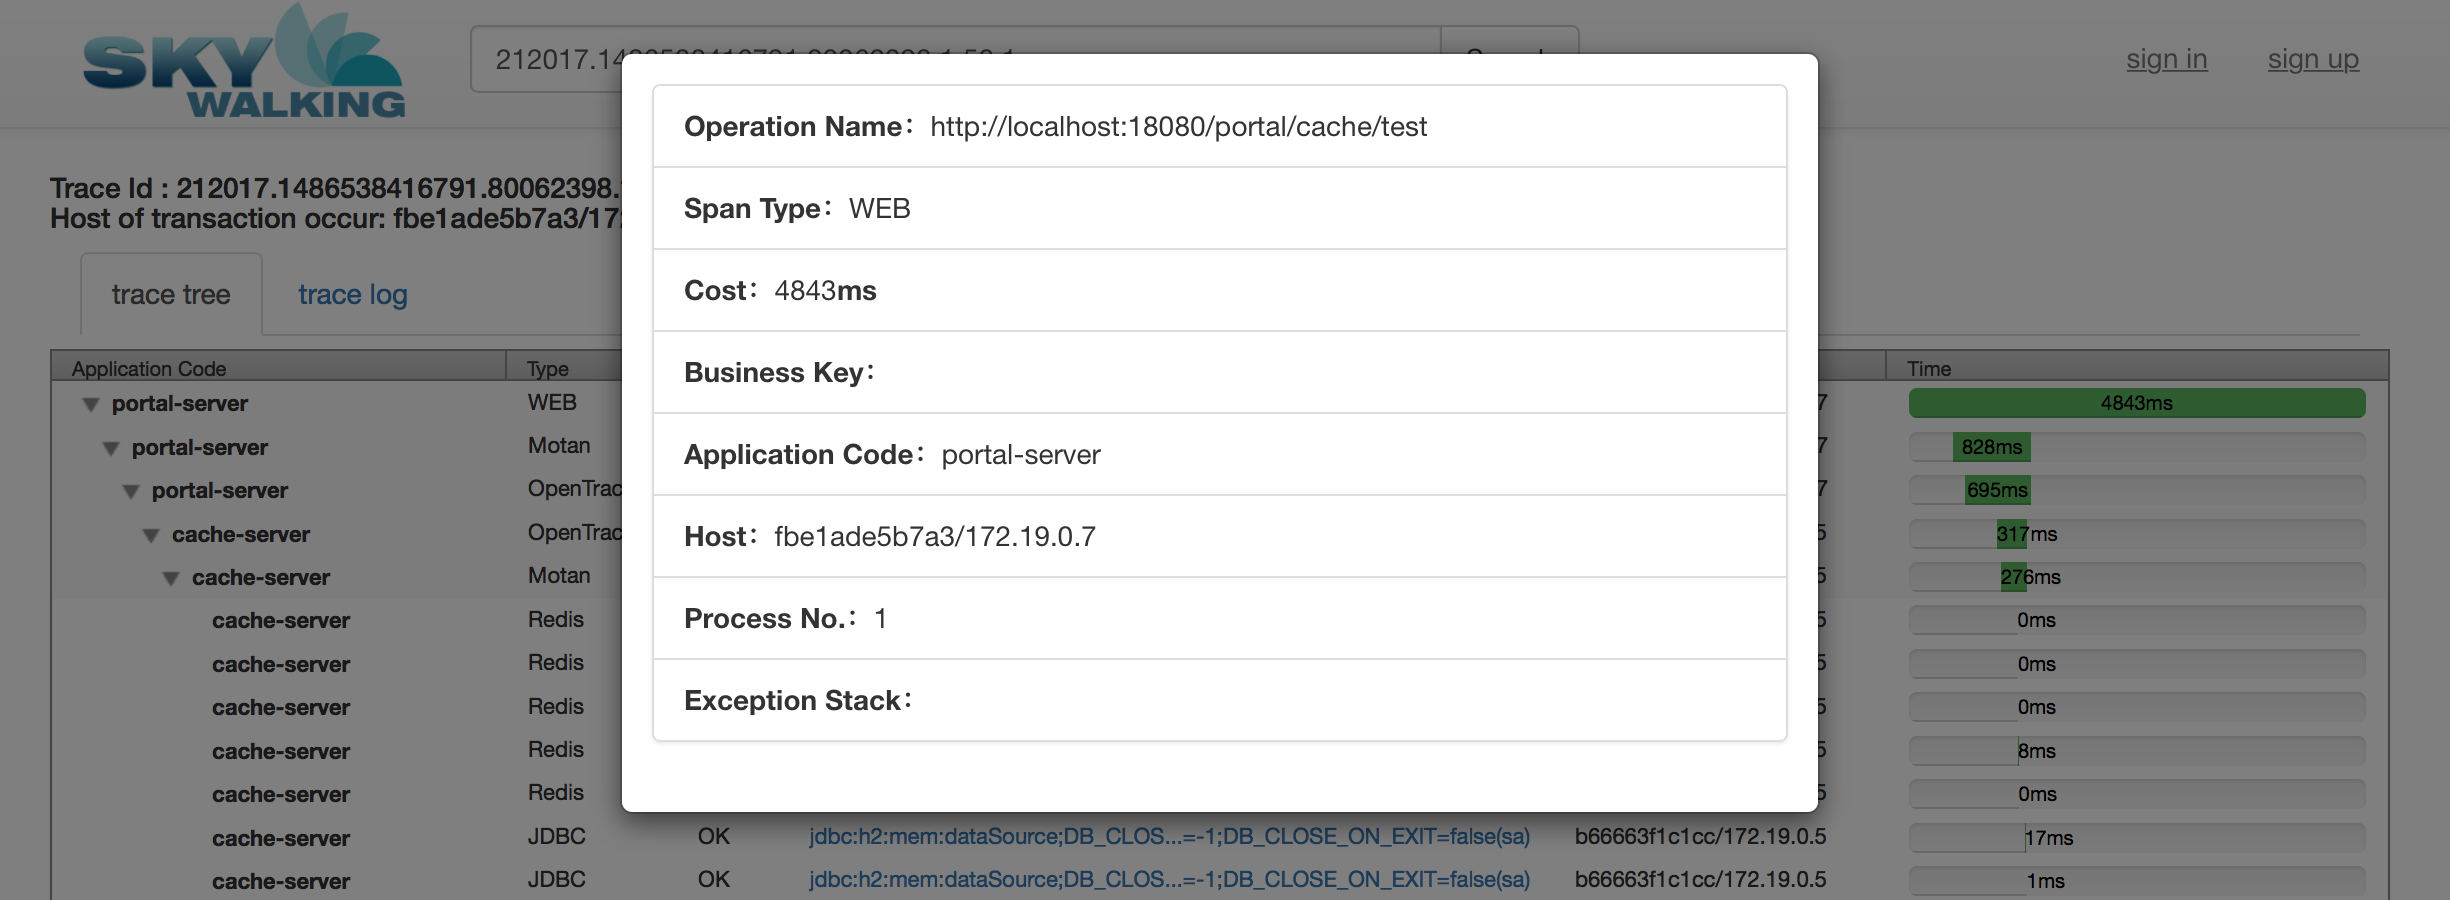 SKY
WALKING
sign in
sign up
Operation Name: http://localhost:18080/portal/cache/test
Span Type: WEB
Cost: 4843ms
Business Key:
Application Code: portal-server
Host: fbe1ade5b7a3/172.19.0.7
Process No.: 1
Exception Stack:
Trace Id : 212017.1486538416791.80062398.
Host of transaction occur: fbe1ade5b7a3/172
trace tree
trace log
Application Code Type Time
portal-server WEB 7 4843ms
portal-server Motan 7 828ms
portal-server OpenTrac 7 695ms
cache-server OpenTrac 5 317ms
cache-server Motan 5 276ms
cache-server Redis 5 0ms
cache-server Redis 5 0ms
cache-server Redis 5 0ms
cache-server Redis 5 8ms
cache-server Redis 5 0ms
cache-server JDBC OK jdbc:h2:mem:dataSource;DB_CLOS...=-1;DB_CLOSE_ON_EXIT=false(sa) b66663f1c1cc/172.19.0.5 17ms
cache-server JDBC OK jdbc:h2:mem:dataSource;DB_CLOS...=-1;DB_CLOSE_ON_EXIT=false(sa) b66663f1c1cc/172.19.0.5 1ms